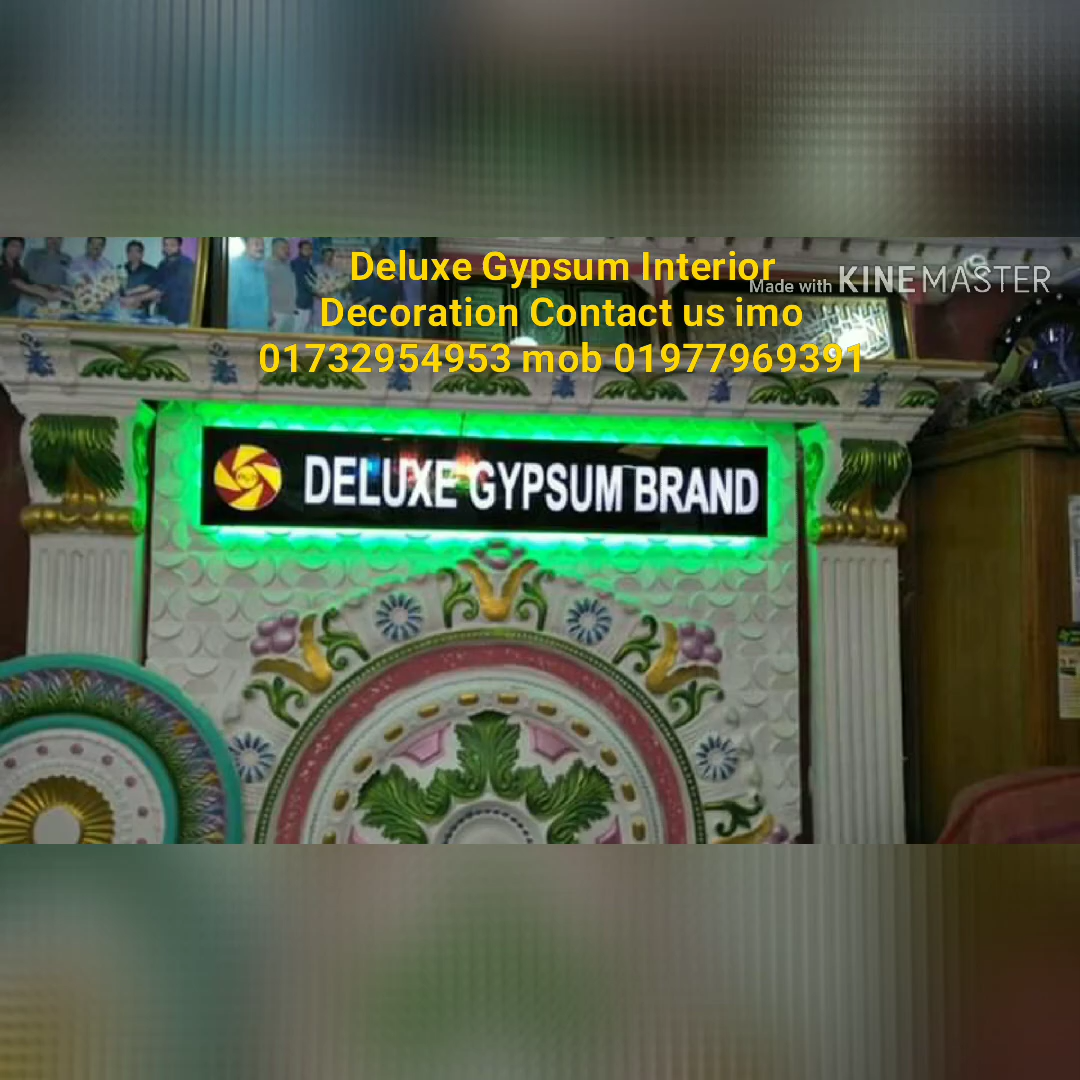 Deluxe Gypsum Interior
Decoration Contact us imo
01732954953 mob 01977969391
Made with KINEMASTER
DELUXE GYPSUM BRAND